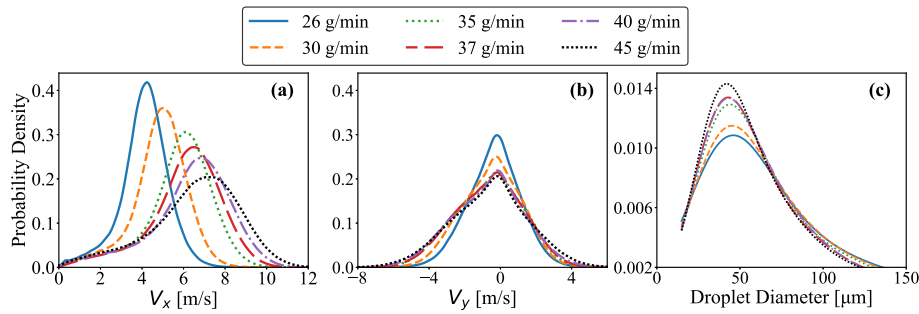 26 g/min 35 g/min 40 g/min
30 g/min 37 g/min 45 g/min
Probability Density
0.4
0.3
0.2
0.1
0.0
(a)
0 2 4 6 8 10 12
V_x [m/s]
0.4
0.3
0.2
0.1
0.0
(b)
−8 −4 0 4
V_y [m/s]
0.014
0.010
0.006
0.002
(c)
0 50 100 150
Droplet Diameter [μm]